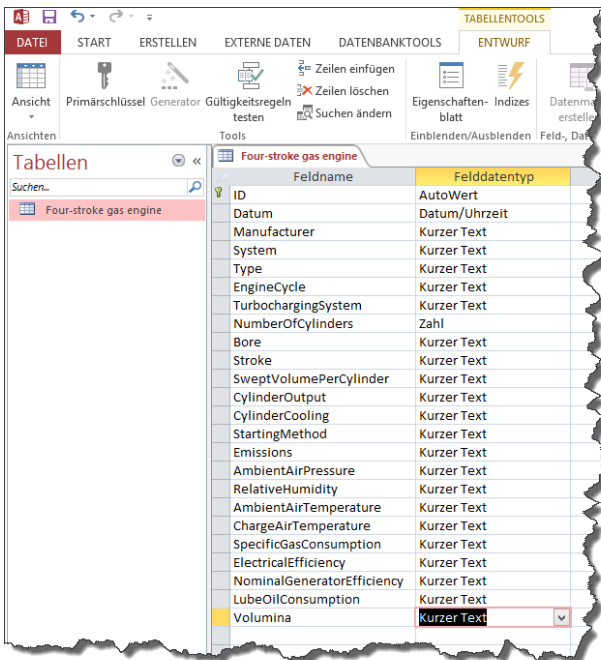 TABELLENTOOLS
DATEI START ERSTELLEN EXTERNE DATEN DATENBANKTOOLS ENTWURF
Ansicht
Primärschlüssel
Generator
Gültigkeitsregeln
testen
Zeilen einfügen
Zeilen löschen
Suchen ändern
Eigenschaften-
blatt
Indizes
Datenma
erstelle
Ansichten Tools Einblenden/Ausblenden Feld-, Dat
Tabellen
Suchen...
Four-stroke gas engine
Four-stroke gas engine
Feldname Felddatentyp
ID AutoWert
Datum Datum/Uhrzeit
Manufacturer Kurzer Text
System Kurzer Text
Type Kurzer Text
EngineCycle Kurzer Text
TurbochargingSystem Kurzer Text
NumberOfCylinders Zahl
Bore Kurzer Text
Stroke Kurzer Text
SweptVolumePerCylinder Kurzer Text
CylinderOutput Kurzer Text
CylinderCooling Kurzer Text
StartingMethod Kurzer Text
Emissions Kurzer Text
AmbientAirPressure Kurzer Text
RelativeHumidity Kurzer Text
AmbientAirTemperature Kurzer Text
ChargeAirTemperature Kurzer Text
SpecificGasConsumption Kurzer Text
ElectricalEfficiency Kurzer Text
NominalGeneratorEfficiency Kurzer Text
LubeOilConsumption Kurzer Text
Volumina Kurzer Text